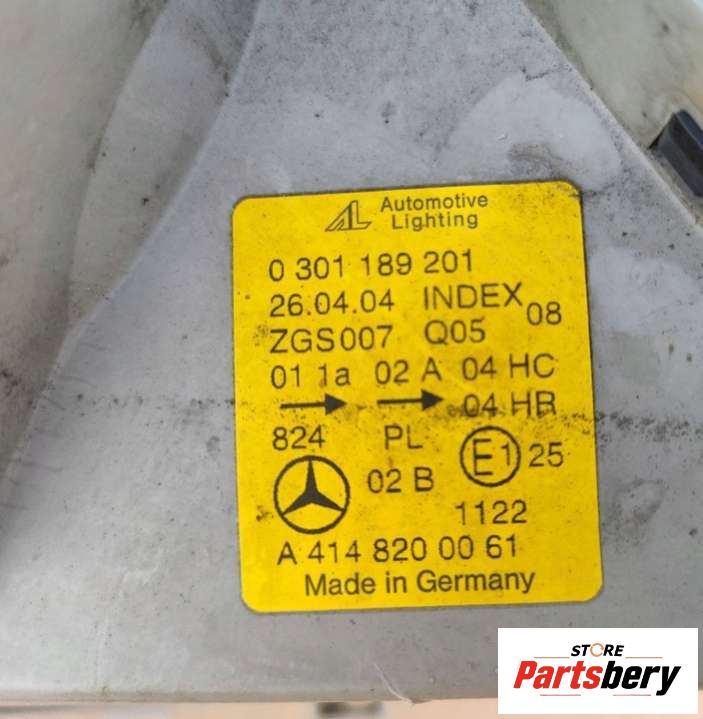 Automotive
Lighting
0 301 189 201
26.04.04 INDEX 08
ZGS007 Q05
01 1a 02 A 04 HC
04 HR
824 PL
02 B E1 25
1122
A 414 820 00 61
Made in Germany
STORE
Partsbery